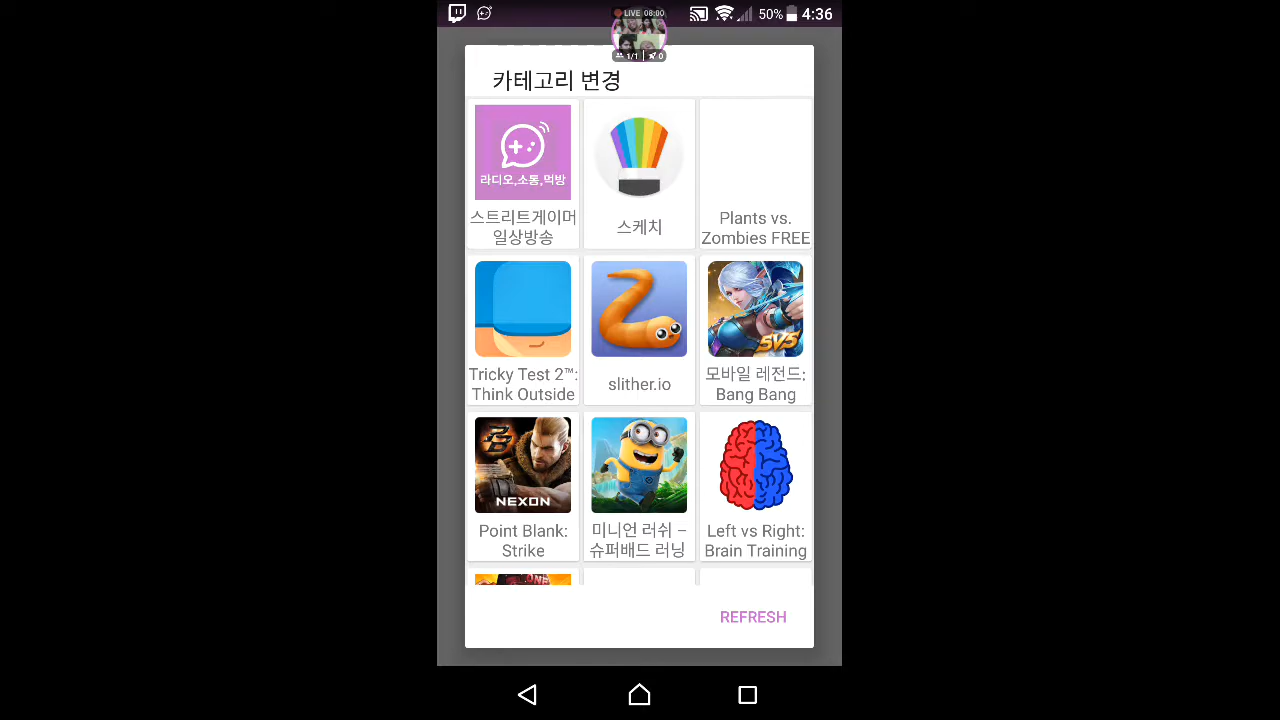 LIVE 06:00
50% 4:36
1/1 0
카테고리 변경
라디오,소통,먹방
스트리트게이머
일상방송
스케치
Plants vs.
Zombies FREE
Tricky Test 2™:
Think Outside
slither.io
5V5
모바일 레전드:
Bang Bang
NEXON
Point Blank:
Strike
미니언 러쉬 –
슈퍼배드 러닝
Left vs Right:
Brain Training
REFRESH